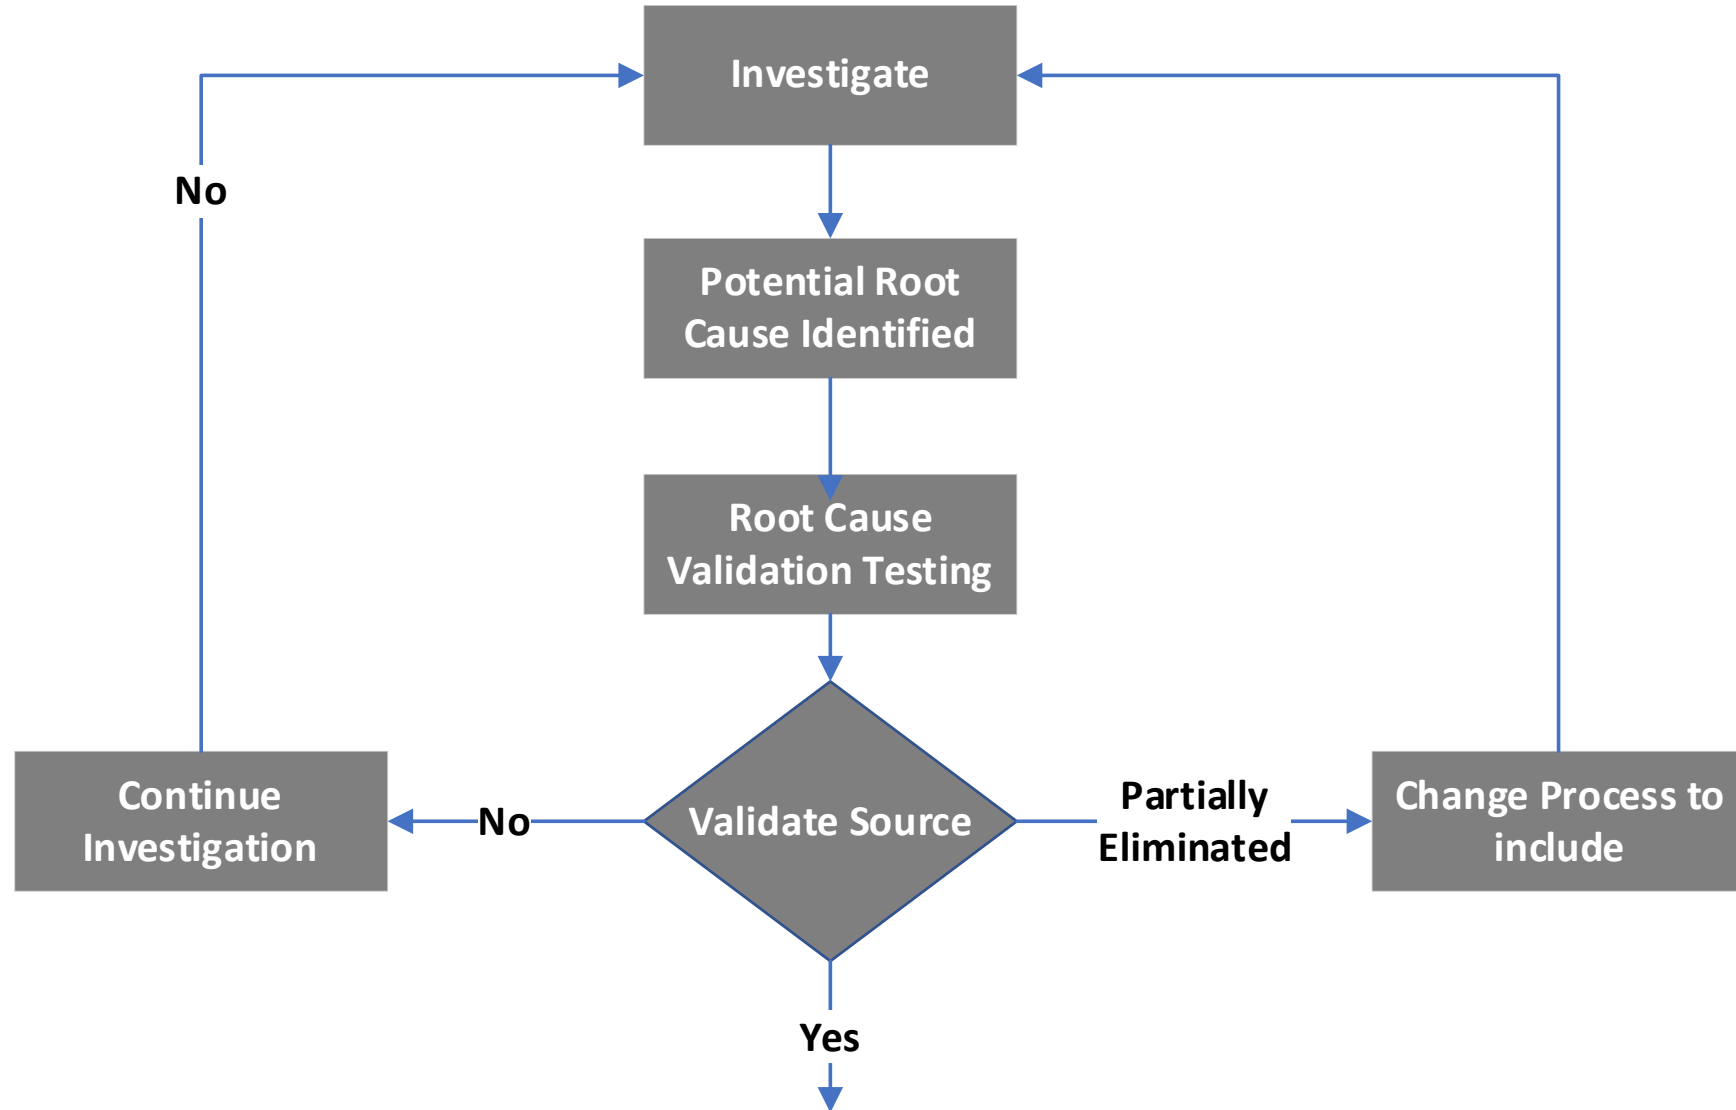 Investigate
No
Potential Root
Cause Identified
Root Cause
Validation Testing
Continue
Investigation
No
Validate Source
Partially
Eliminated
Change Process to
include
Yes